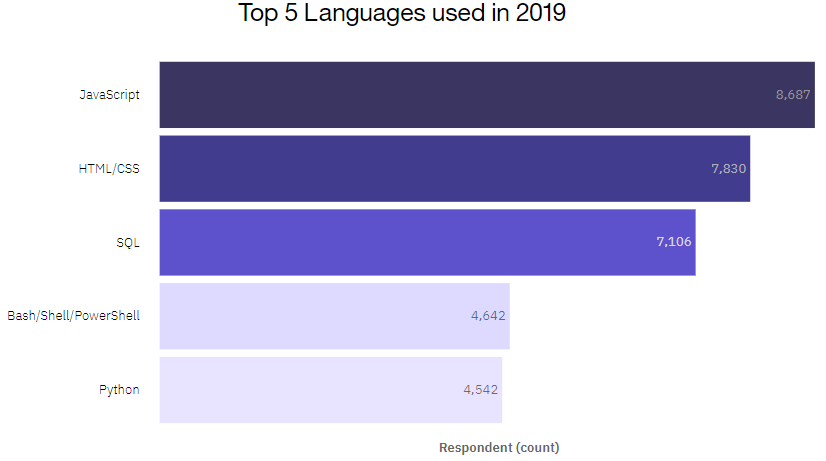 Top 5 Languages used in 2019
JavaScript 8,687
HTML/CSS 7,830
SQL 7,106
Bash/Shell/PowerShell 4,642
Python 4,542
Respondent (count)